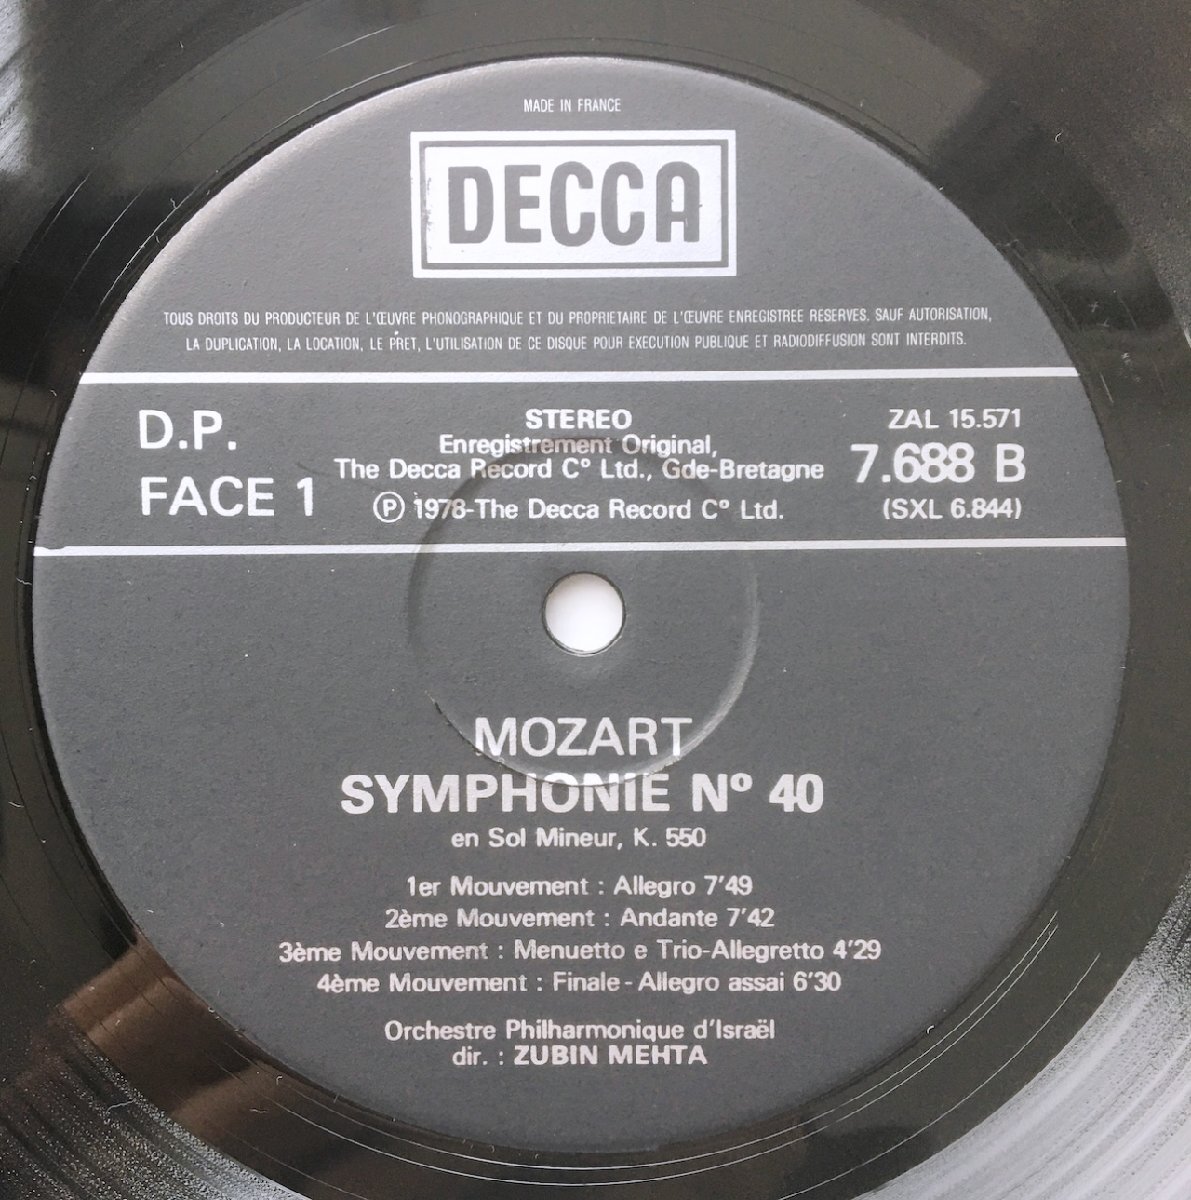 MADE IN FRANCE
DECCA
TOUS DROITS DU PRODUCTEUR DE L'ŒUVRE PHONOGRAPHIQUE ET DU PROPRIETAIRE DE L'ŒUVRE ENREGISTREE RESERVES. SAUF AUTORISATION,
LA DUPLICATION, LA LOCATION, LE PRET, L'UTILISATION DE CE DISQUE POUR EXECUTION PUBLIQUE ET RADIODIFFUSION SONT INTERDITS.
D.P.
FACE 1
STEREO
Enregistrement Original,
The Decca Record Cº Ltd., Gde-Bretagne
Ⓟ 1978-The Decca Record Cº Ltd.
ZAL 15.571
7.688 B
(SXL 6.844)
MOZART
SYMPHONIE Nº 40
en Sol Mineur, K. 550
1er Mouvement : Allegro 7'49
2ème Mouvement : Andante 7'42
3ème Mouvement : Menuetto e Trio-Allegretto 4'29
4ème Mouvement : Finale - Allegro assai 6'30
Orchestre Philharmonique d'Israël
dir. : ZUBIN MEHTA